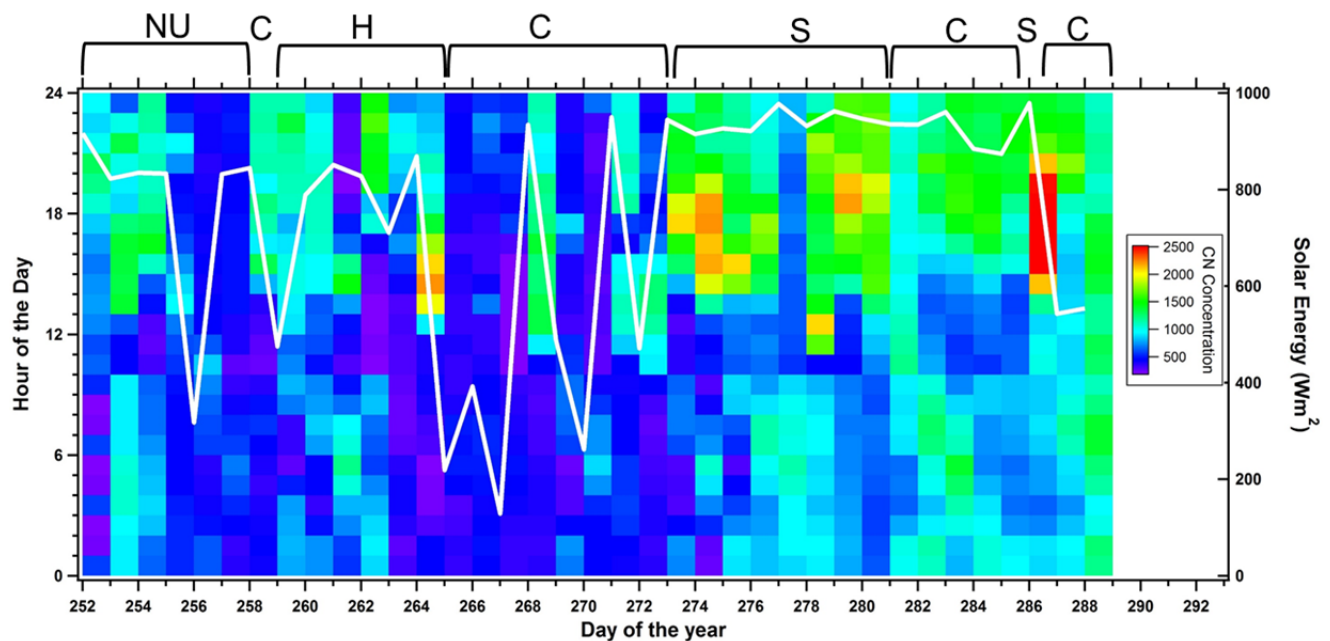 NU C H C S C S C
24 18 12 6 0
Hour of the Day
1000 800 600 400 200 0
Solar Energy (Wm²)
2500
2000
1500
1000
500
CN Concentration
252 254 256 258 260 262 264 266 268 270 272 274 276 278 280 282 284 286 288 290 292
Day of the year